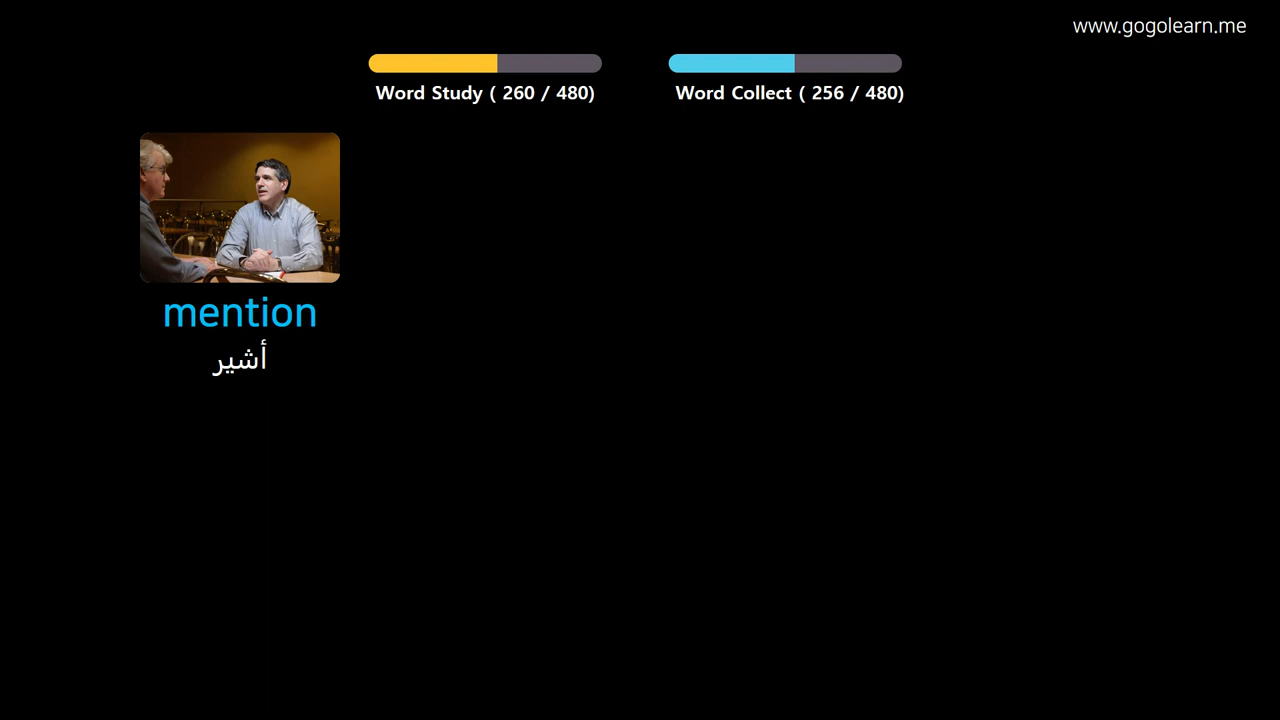 www.gogolearn.me
Word Study ( 260 / 480)
Word Collect ( 256 / 480)
mention
أشير